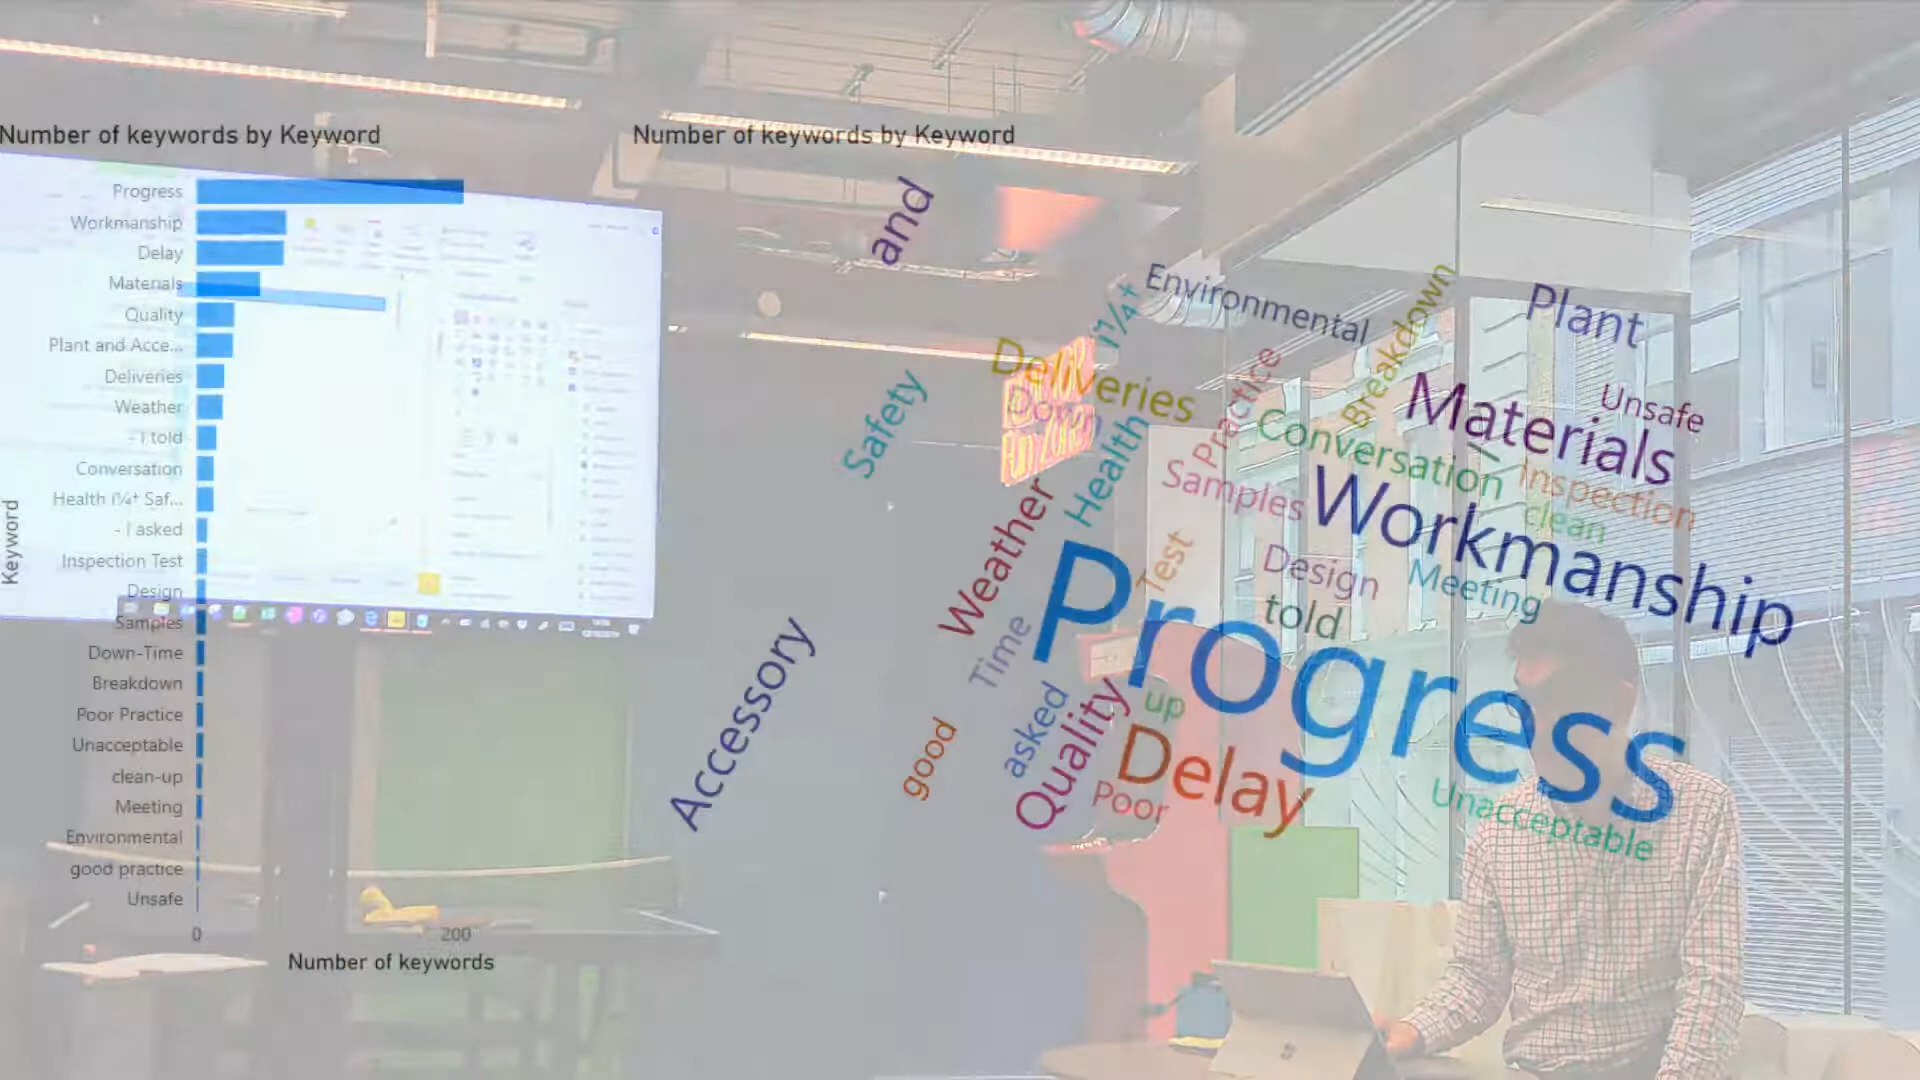 Number of keywords by Keyword
Number of keywords by Keyword
Keyword
Progress
Workmanship
Delay
Materials
Quality
Plant and Acce...
Deliveries
Weather
- I told
Conversation
Health ï¼† Saf...
- I asked
Inspection Test
Design
Samples
Down-Time
Breakdown
Poor Practice
Unacceptable
clean-up
Meeting
Environmental
good practice
Unsafe
0
200
Number of keywords
and
Environmental
ï¼†
Breakdown
Plant
Deliveries
Down
Practice
Materials
Unsafe
Safety
Health
Conversation
I
Inspection
Samples
clean
Workmanship
Weather
Test
Design
Meeting
told
Progress
Time
Accessory
asked
Quality
up
good
Delay
Poor
Unacceptable